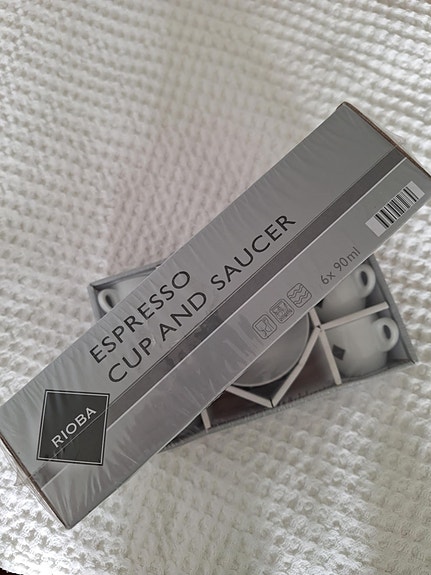 ESPRESSO
CUP AND SAUCER
6x 90ml
RIOBA